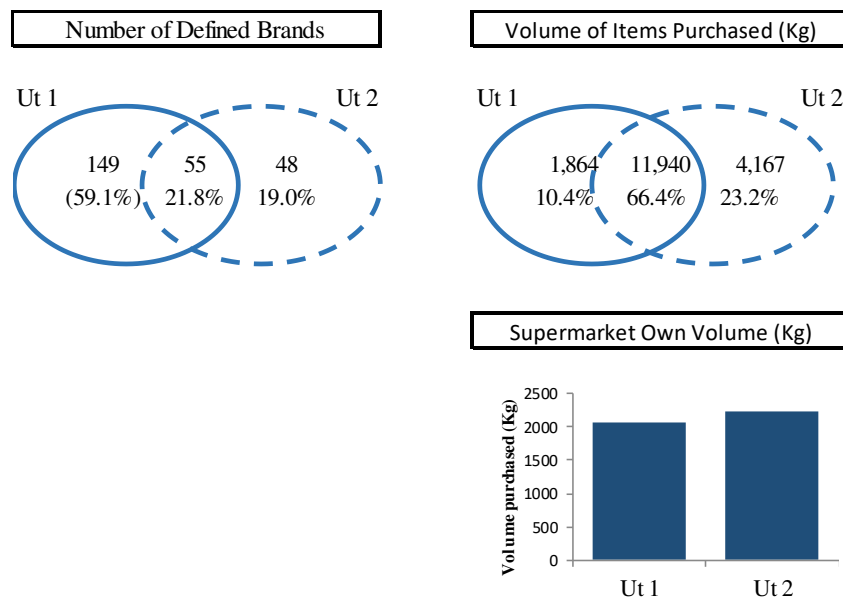 Number of Defined Brands
Ut 1
Ut 2
149
55
48
(59.1%)
21.8%
19.0%
Volume of Items Purchased (Kg)
Ut 1
Ut 2
1,864
11,940
4,167
10.4%
66.4%
23.2%
Supermarket Own Volume (Kg)
Volume purchased (Kg)
2500
2000
1500
1000
500
0
Ut 1
Ut 2